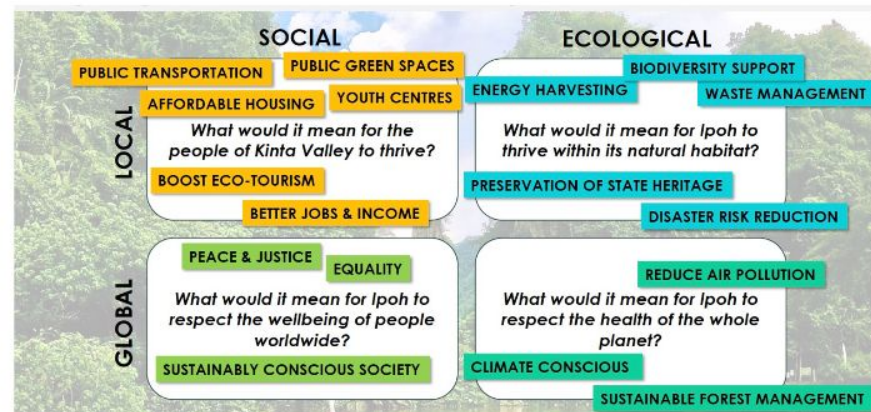 SOCIAL
ECOLOGICAL
LOCAL
PUBLIC TRANSPORTATION
PUBLIC GREEN SPACES
AFFORDABLE HOUSING
YOUTH CENTRES
What would it mean for the
people of Kinta Valley to thrive?
BOOST ECO-TOURISM
BETTER JOBS & INCOME
BIODIVERSITY SUPPORT
ENERGY HARVESTING
WASTE MANAGEMENT
What would it mean for Ipoh to
thrive within its natural habitat?
PRESERVATION OF STATE HERITAGE
DISASTER RISK REDUCTION
GLOBAL
PEACE & JUSTICE
EQUALITY
What would it mean for Ipoh to
respect the wellbeing of people
worldwide?
SUSTAINABLY CONSCIOUS SOCIETY
REDUCE AIR POLLUTION
What would it mean for Ipoh to
respect the health of the whole
planet?
CLIMATE CONSCIOUS
SUSTAINABLE FOREST MANAGEMENT